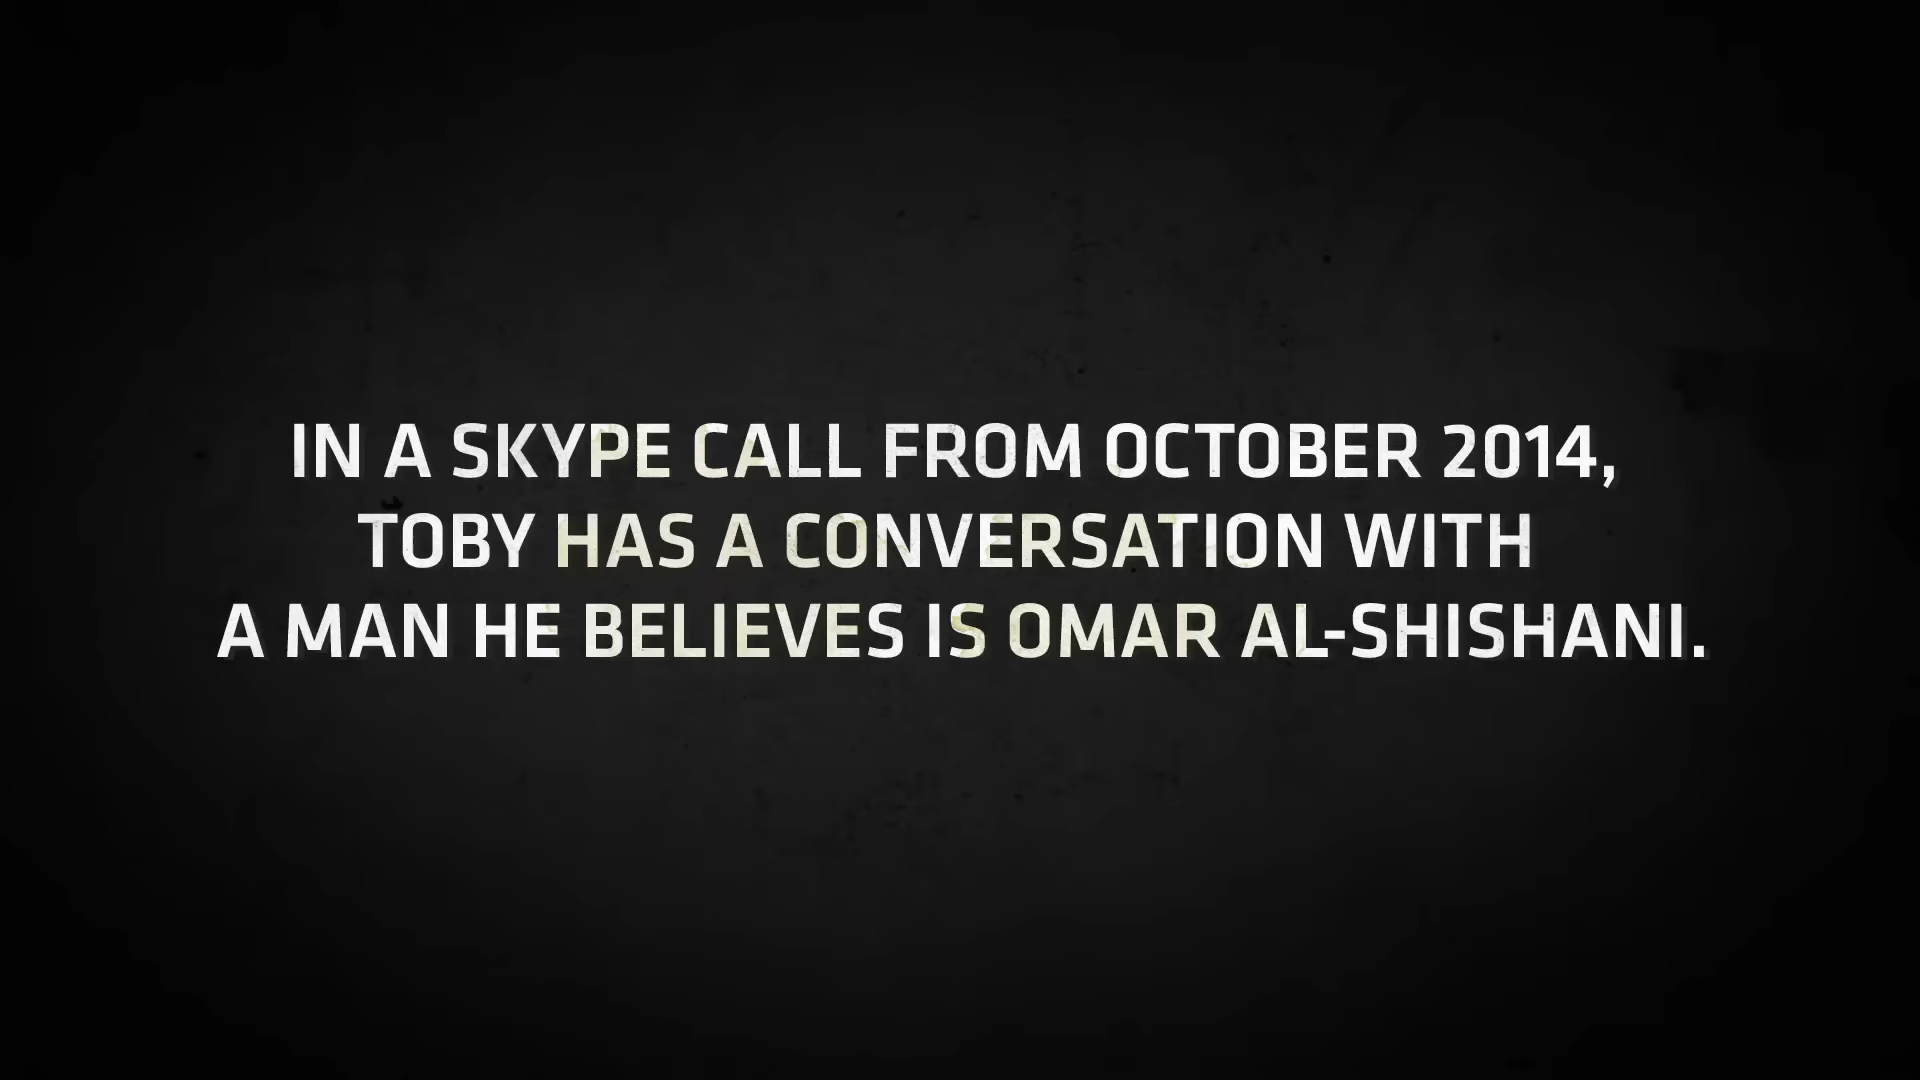 IN A SKYPE CALL FROM OCTOBER 2014,
TOBY HAS A CONVERSATION WITH
A MAN HE BELIEVES IS OMAR AL-SHISHANI.